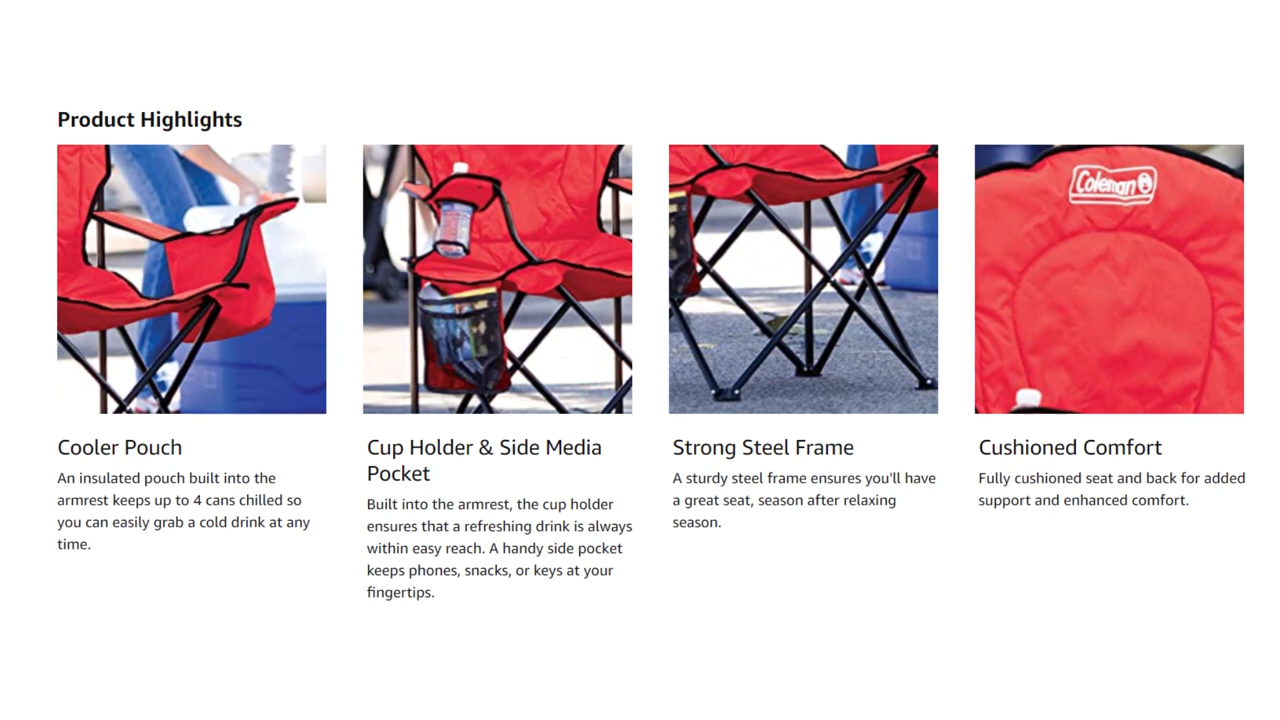 Product Highlights
Coleman
Cooler Pouch
An insulated pouch built into the
armrest keeps up to 4 cans chilled so
you can easily grab a cold drink at any
time.
Cup Holder & Side Media
Pocket
Built into the armrest, the cup holder
ensures that a refreshing drink is always
within easy reach. A handy side pocket
keeps phones, snacks, or keys at your
fingertips.
Strong Steel Frame
A sturdy steel frame ensures you'll have
a great seat, season after relaxing
season.
Cushioned Comfort
Fully cushioned seat and back for added
support and enhanced comfort.